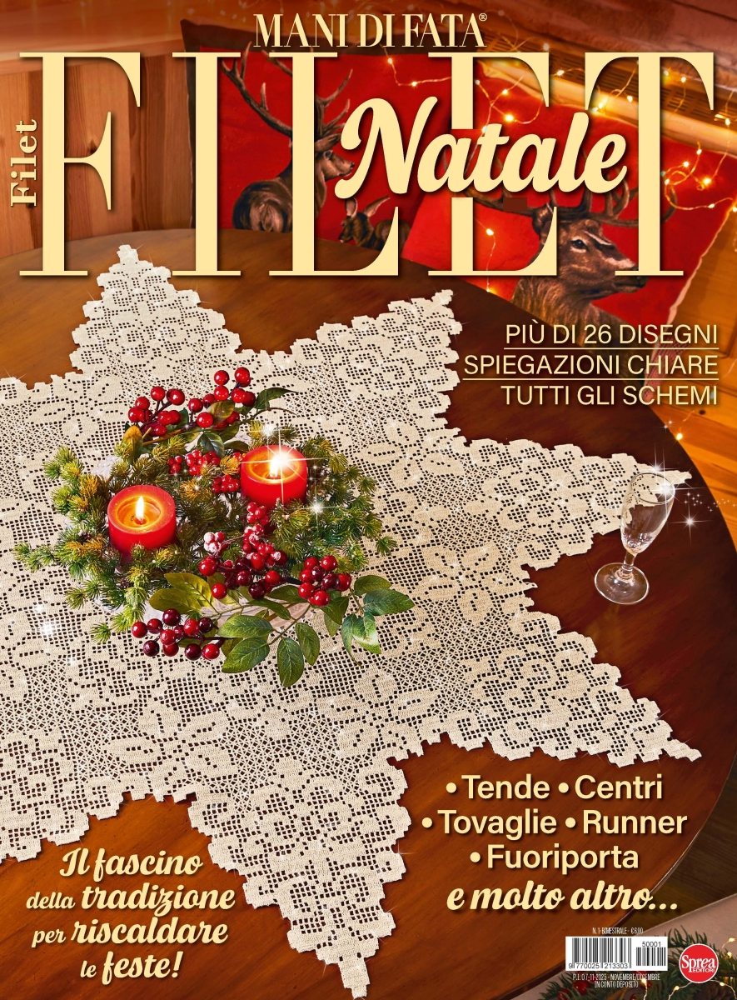 MANI DI FATA®
FILET
Filet
Natale
PIÙ DI 26 DISEGNI
SPIEGAZIONI CHIARE
TUTTI GLI SCHEMI
• Tende • Centri
• Tovaglie • Runner
• Fuoriporta
e molto altro...
Il fascino
della tradizione
per riscaldare
le feste!
N. 1 - BIMESTRALE - €6,90
50001
9 770025 213303
P.I. 07-11-2025 - NOVEMBRE/DICEMBRE
IN CONTO DEPOSITO
Sprea
EDITORI